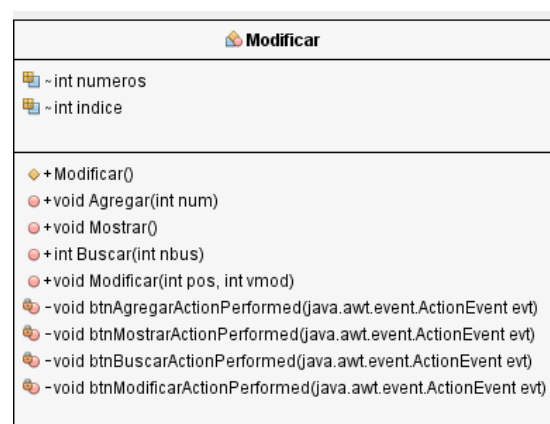 Modificar
~int numeros
~int indice
+Modificar()
+void Agregar(int num)
+void Mostrar()
+int Buscar(int nbus)
+void Modificar(int pos, int vmod)
-void btnAgregarActionPerformed(java.awt.event.ActionEvent evt)
-void btnMostrarActionPerformed(java.awt.event.ActionEvent evt)
-void btnBuscarActionPerformed(java.awt.event.ActionEvent evt)
-void btnModificarActionPerformed(java.awt.event.ActionEvent evt)